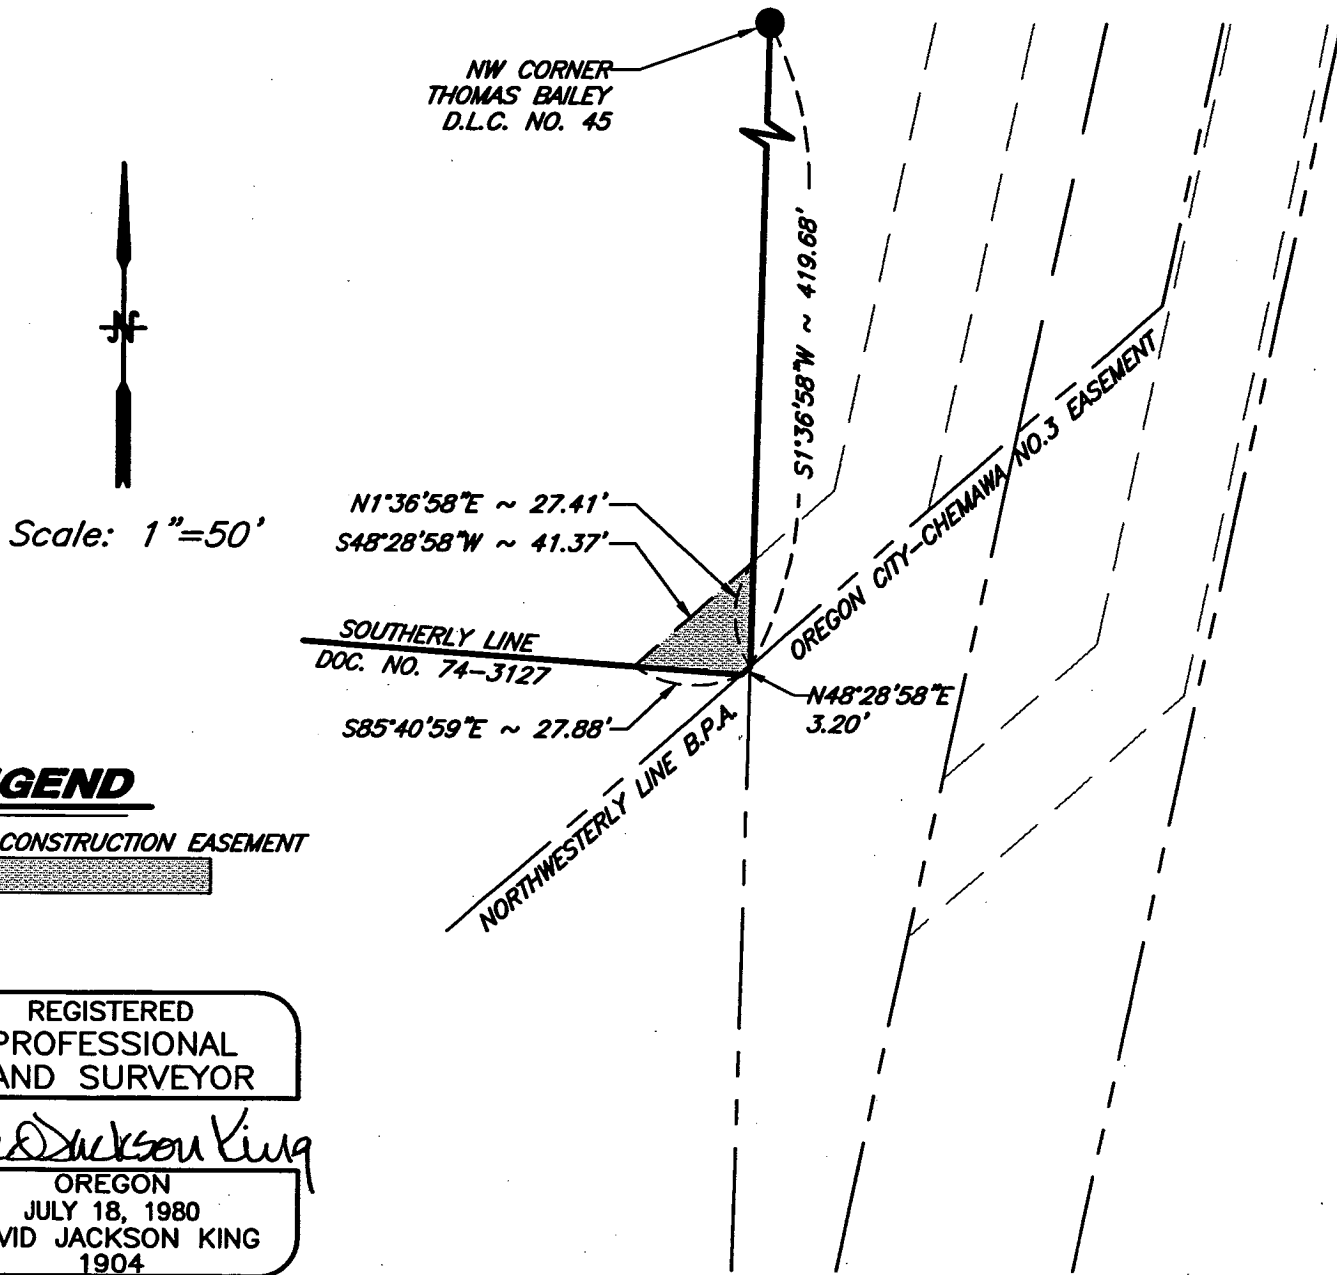 NW CORNER
THOMAS BAILEY
D.L.C. NO. 45
N
S1°36'58"W ~ 419.68'
Scale: 1"=50'
N1°36'58"E ~ 27.41'
S48°28'58"W ~ 41.37'
SOUTHERLY LINE
DOC. NO. 74-3127
S85°40'59"E ~ 27.88'
N48°28'58"E
3.20'
NORTHWESTERLY LINE B.P.A. OREGON CITY-CHEMAWA NO.3 EASEMENT
GEND
CONSTRUCTION EASEMENT
REGISTERED
PROFESSIONAL
AND SURVEYOR
Jackson King
OREGON
JULY 18, 1980
VID JACKSON KING
1904